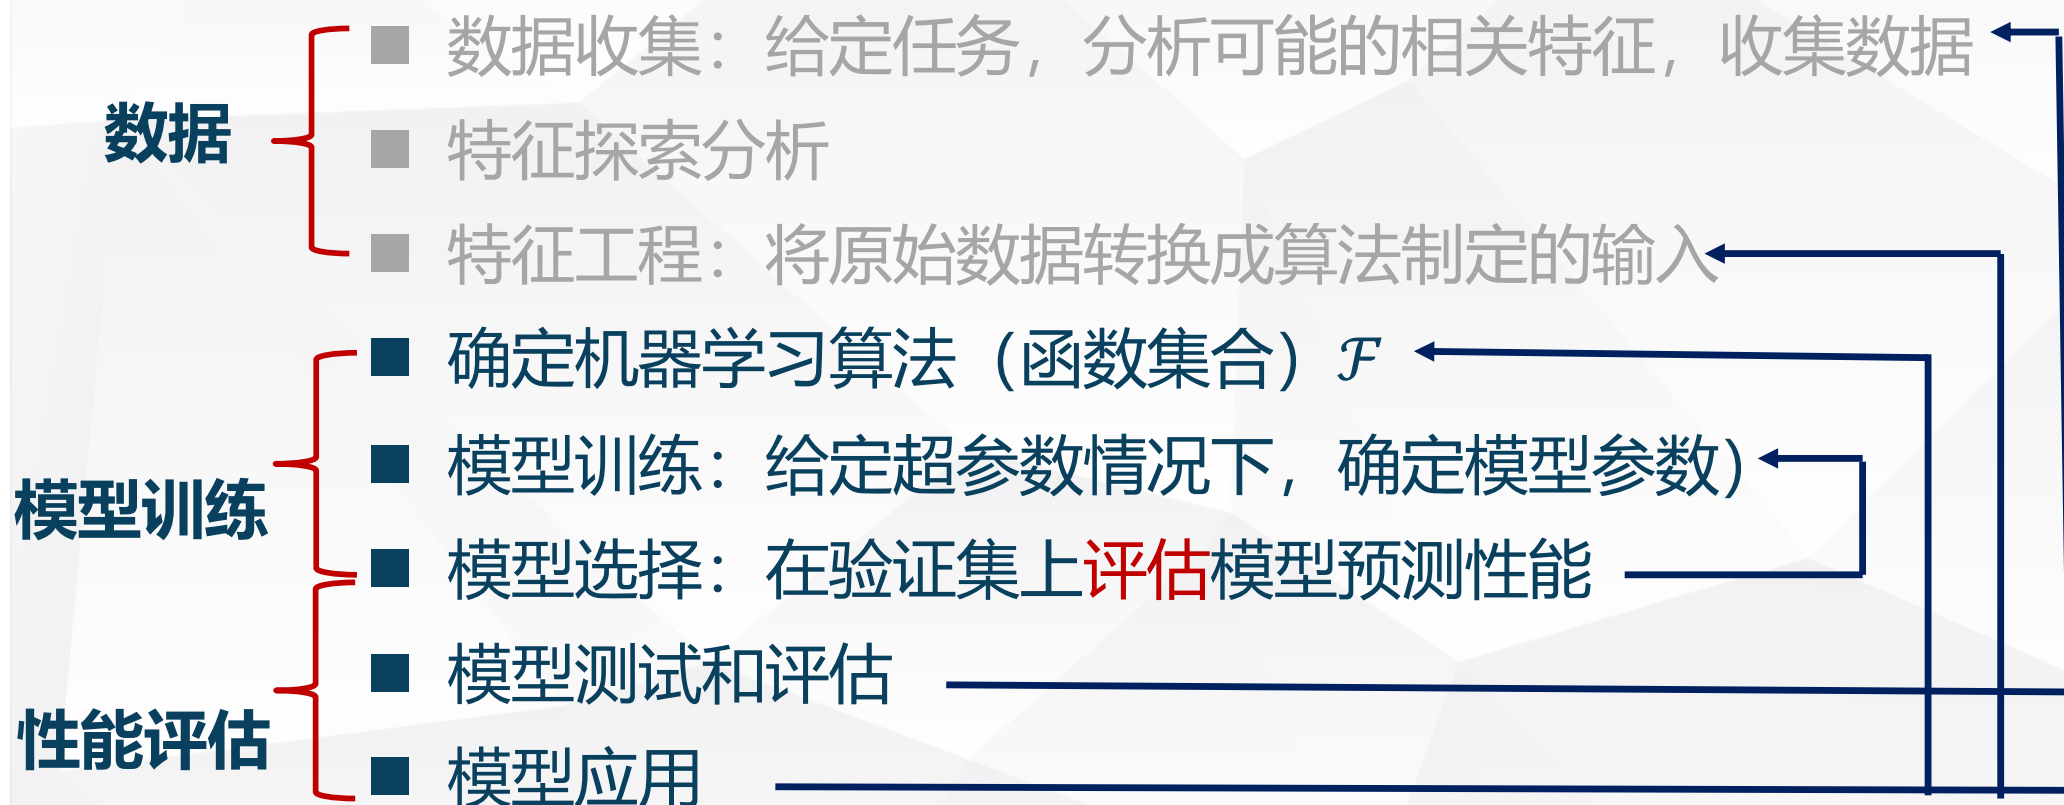 数据
数据收集：给定任务，分析可能的相关特征，收集数据
特征探索分析
特征工程：将原始数据转换成算法制定的输入
模型训练
确定机器学习算法（函数集合）ℱ
模型训练：给定超参数情况下，确定模型参数）
模型选择：在验证集上评估模型预测性能
性能评估
模型测试和评估
模型应用